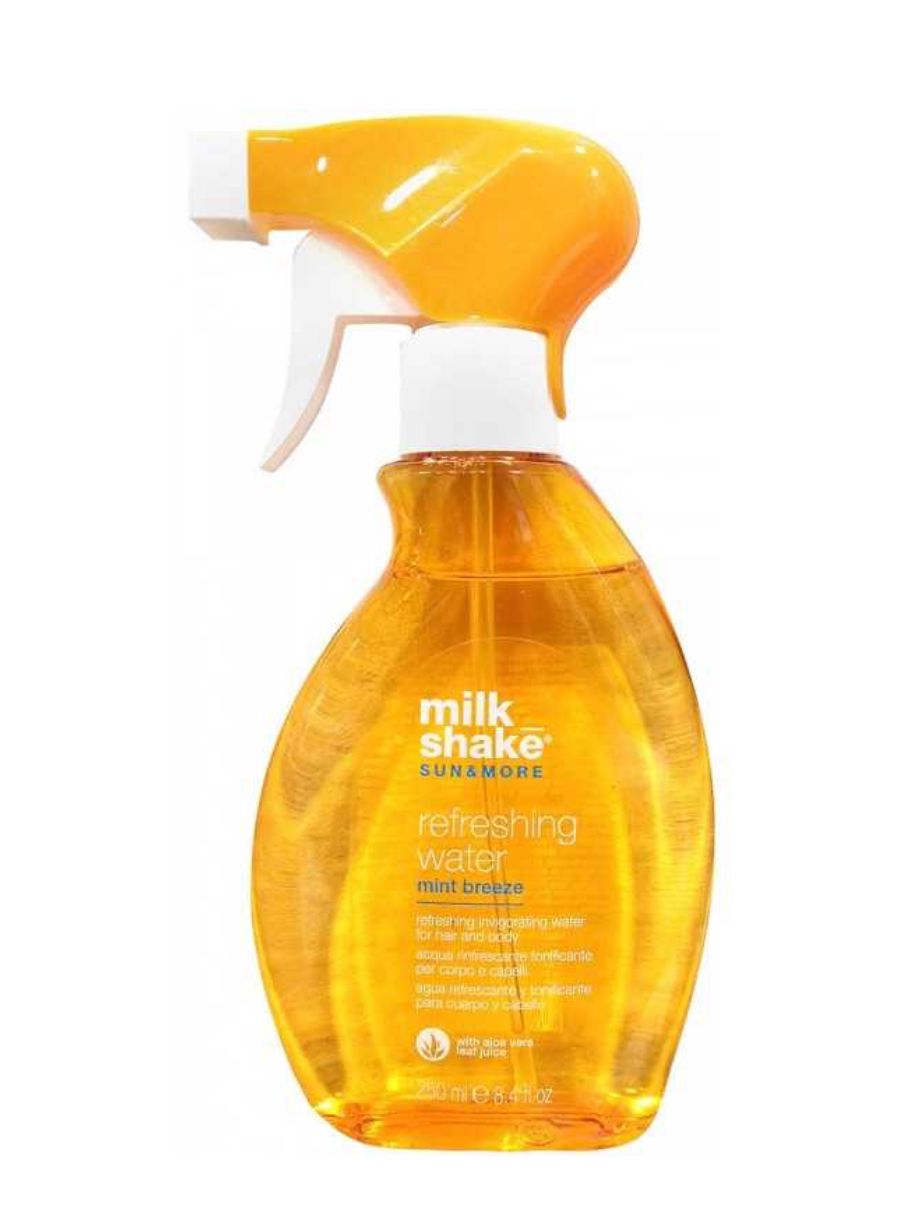 milk
shake®
SUN&MORE
refreshing
water
mint breeze
refreshing invigorating water
for hair and body
acqua rinfrescante tonificante
per corpo e capelli
agua refrescante y tonificante
para cuerpo y cabello
with aloe vera
leaf juice
250 ml ℮ 8.4 fl oz